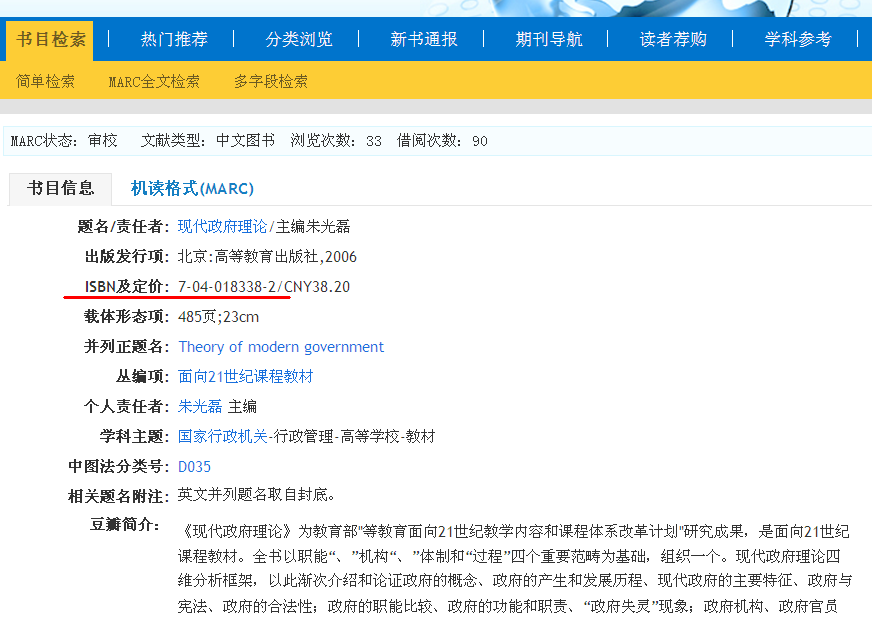 书目检索 热门推荐 分类浏览 新书通报 期刊导航 读者荐购 学科参考
简单检索 MARC全文检索 多字段检索
MARC状态：审校 文献类型：中文图书 浏览次数：33 借阅次数：90
书目信息 机读格式(MARC)
题名/责任者：现代政府理论/主编朱光磊
出版发行项：北京:高等教育出版社,2006
ISBN及定价：7-04-018338-2/CNY38.20
载体形态项：485页;23cm
并列正题名：Theory of modern government
丛编项：面向21世纪课程教材
个人责任者：朱光磊 主编
学科主题：国家行政机关-行政管理-高等学校-教材
中图法分类号：D035
相关题名附注：英文并列题名取自封底。
豆瓣简介：《现代政府理论》为教育部"等教育面向21世纪教学内容和课程体系改革计划"研究成果，是面向21世纪
课程教材。全书以职能“、”机构“、”体制和“过程”四个重要范畴为基础，组织一个。现代政府理论四
维分析框架，以此渐次介绍和论证政府的概念、政府的产生和发展历程、现代政府的主要特征、政府与
宪法、政府的合法性；政府的职能比较、政府的功能和职责、“政府失灵”现象；政府机构、政府官员